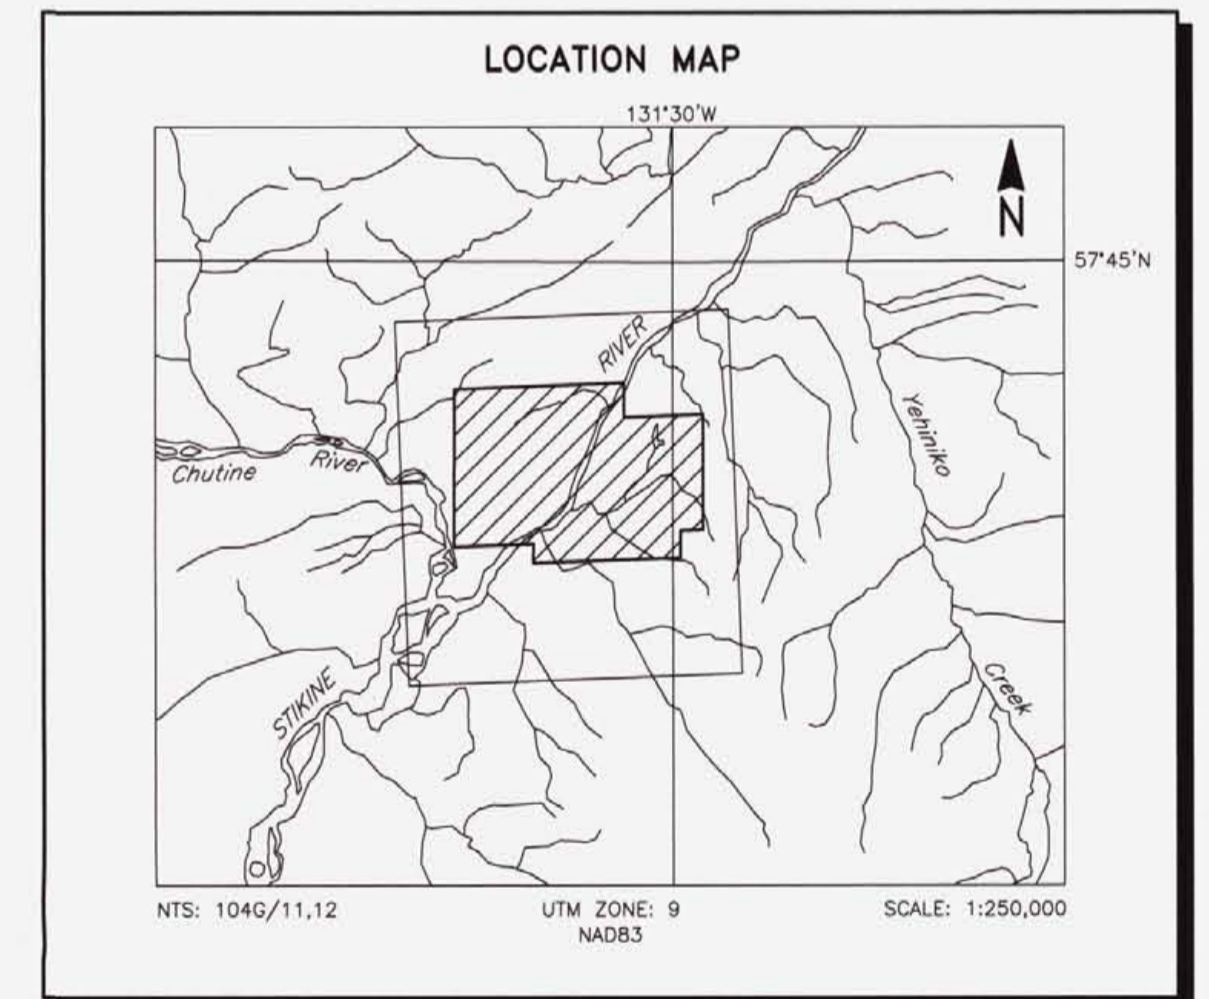 LOCATION MAP
131°30'W
N
57°45'N
RIVER
Yehiniko
Chutine River
STIKINE
Creek
NTS: 104G/11,12
UTM ZONE: 9
SCALE: 1:250,000
NAD83